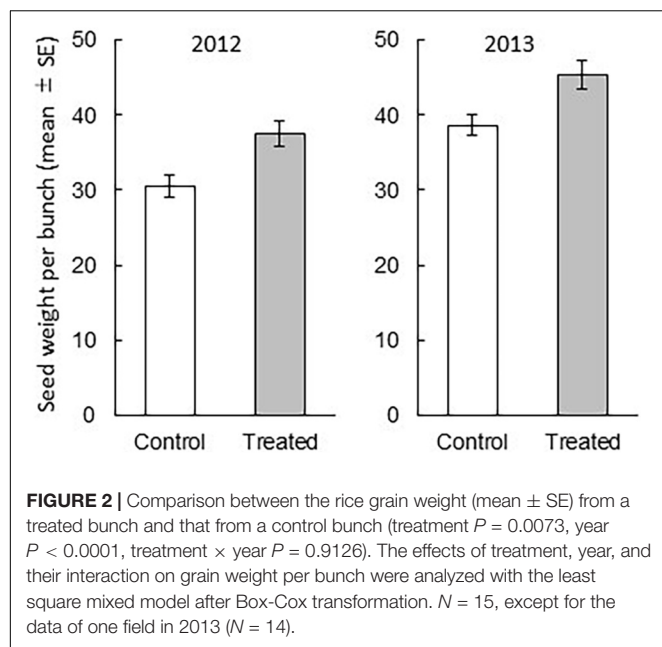 Seed weight per bunch (mean ± SE)
50
40
30
20
10
0
2012
Control Treated
50
40
30
20
10
0
2013
Control Treated
FIGURE 2 | Comparison between the rice grain weight (mean ± SE) from a
treated bunch and that from a control bunch (treatment P = 0.0073, year
P < 0.0001, treatment × year P = 0.9126). The effects of treatment, year, and
their interaction on grain weight per bunch were analyzed with the least
square mixed model after Box-Cox transformation. N = 15, except for the
data of one field in 2013 (N = 14).